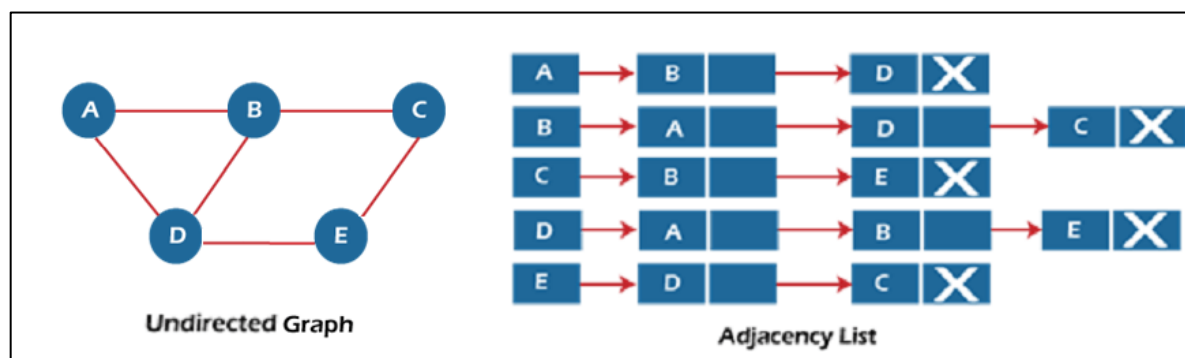 A B C
D E
Undirected Graph
A B D X
B A D C X
C B E X
D A B E X
E D C X
Adjacency List